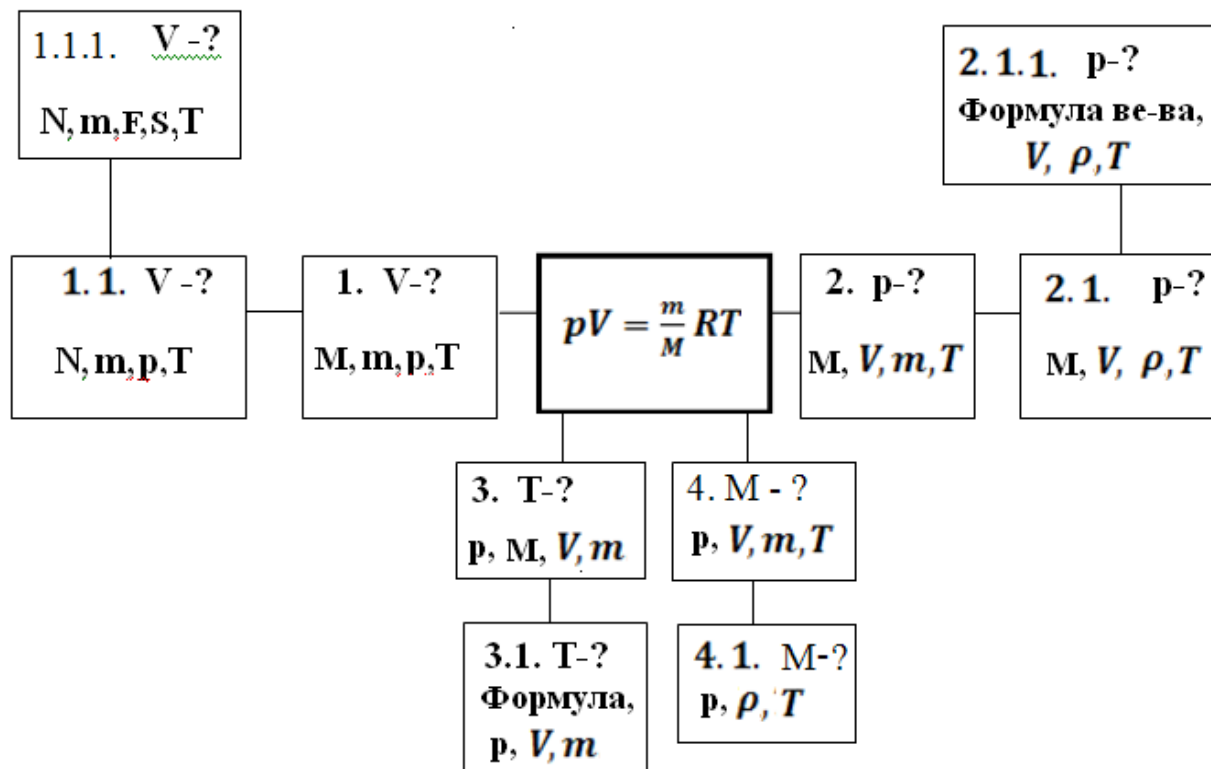 1.1.1. V -?
N, m,F,S,T
2.1.1. p-?
Формула ве-ва,
V, ρ,T
1.1. V -?
N, m,p,T
1. V-?
M, m,p,T
pV = m/M RT
2. p-?
M, V,m,T
2.1. p-?
M, V, ρ,T
3. T-?
p, M, V,m
4. M - ?
p, V,m,T
3.1. T-?
Формула,
p, V,m
4.1. M-?
p, ρ, T